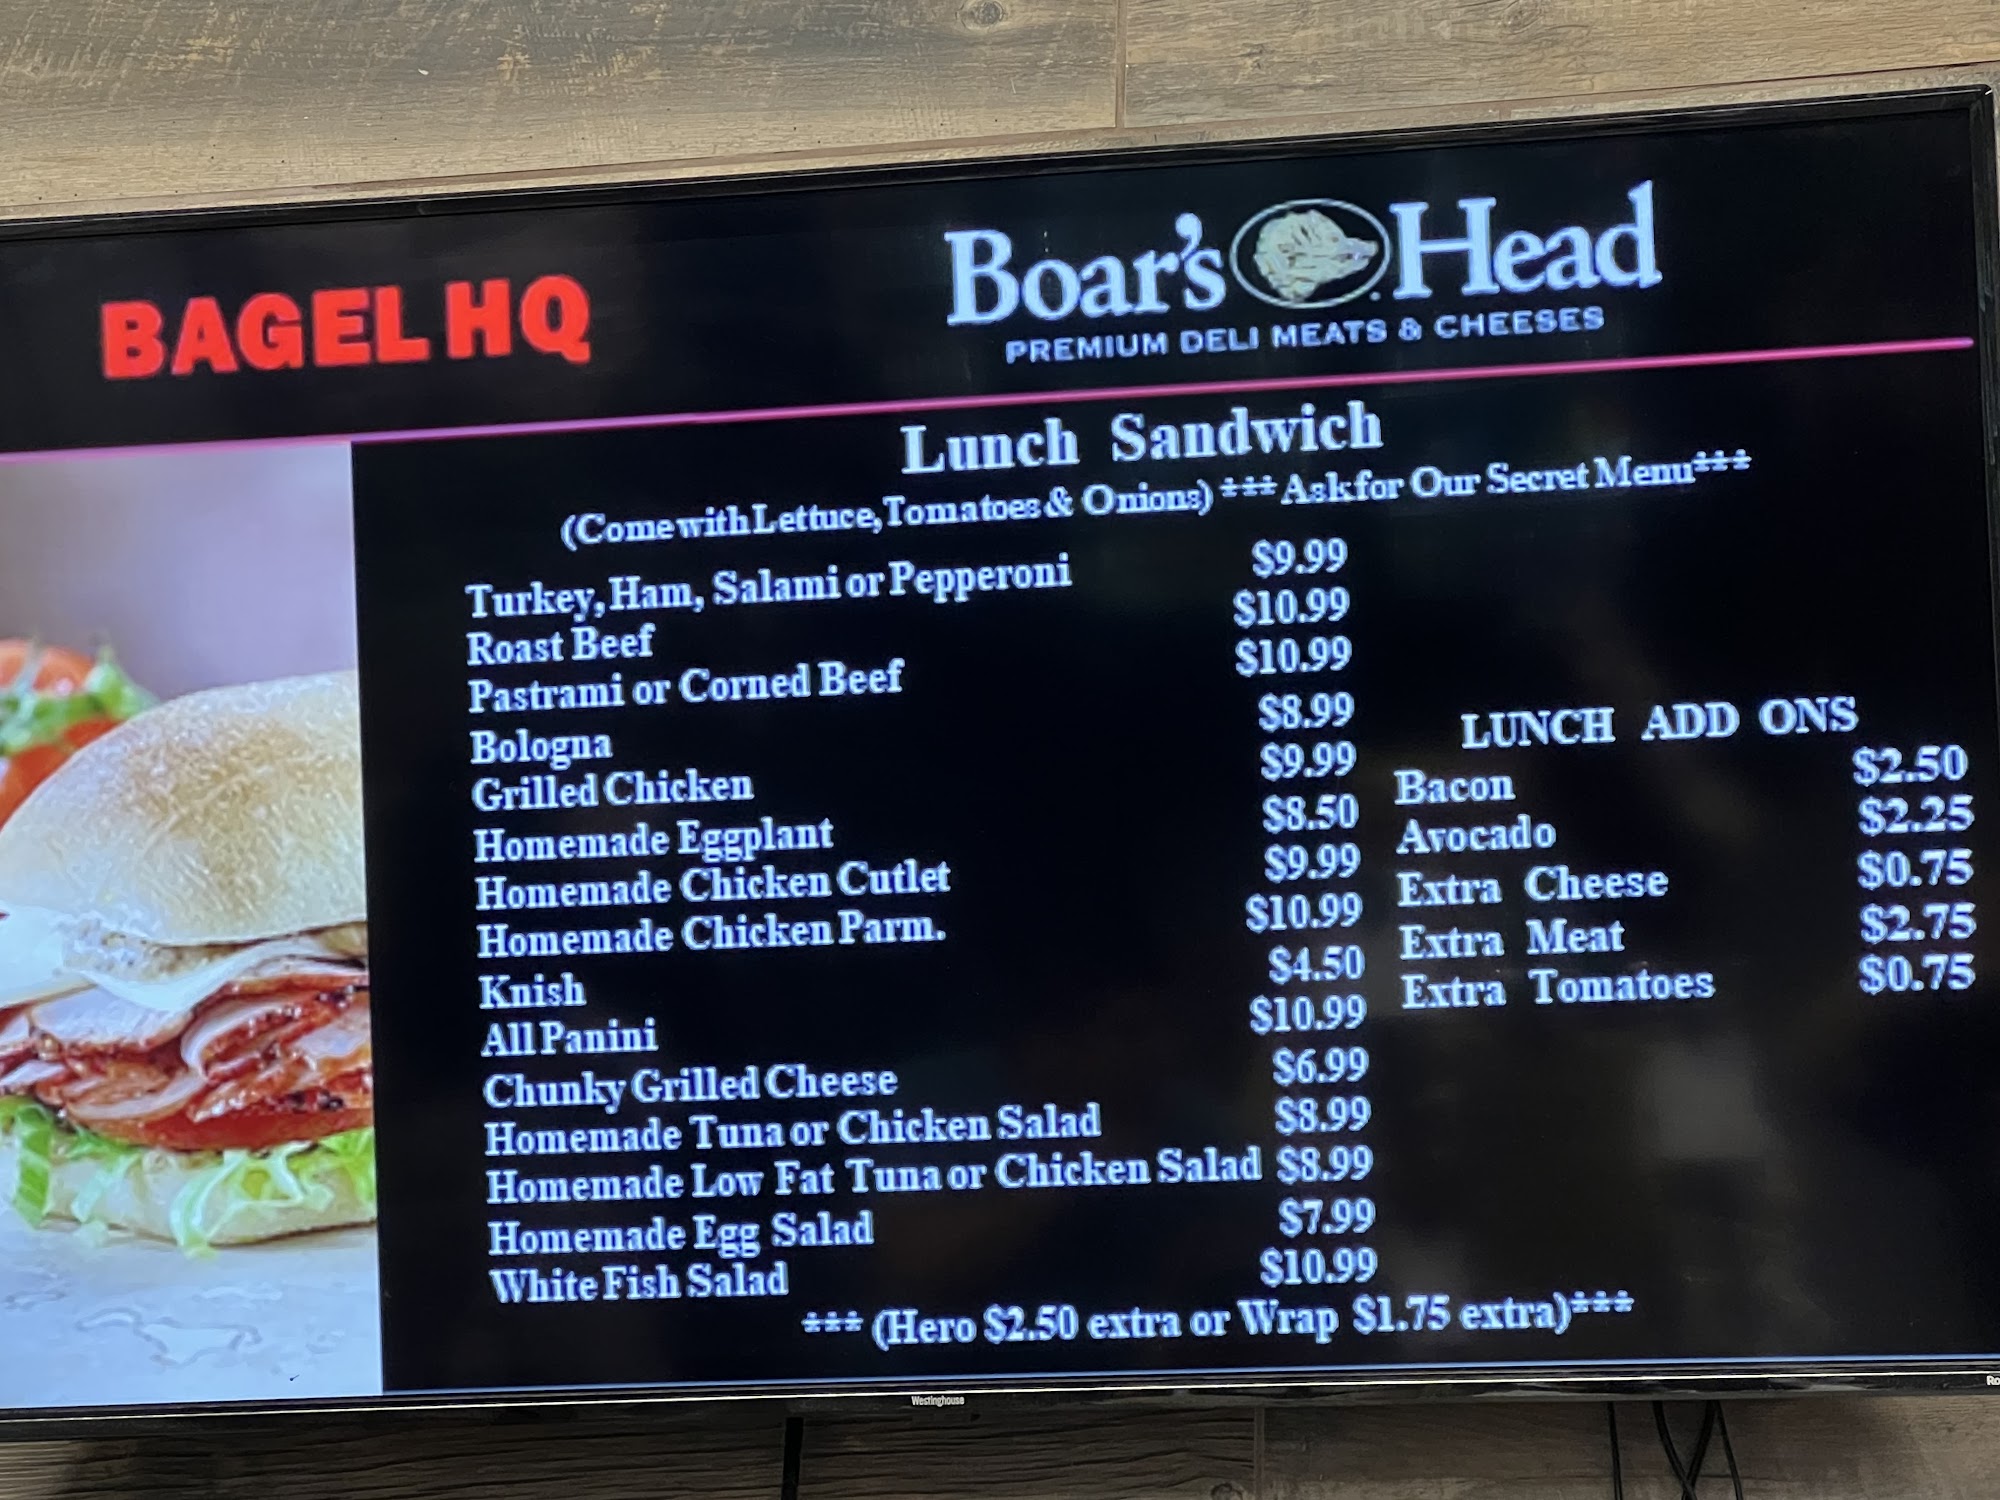 BAGEL HQ
Boar's Head
PREMIUM DELI MEATS & CHEESES
Lunch Sandwich
(Come with Lettuce, Tomatoes & Onions) *** Ask for Our Secret Menu***
Turkey, Ham, Salami or Pepperoni $9.99
Roast Beef $10.99
Pastrami or Corned Beef $10.99
Bologna $8.99
Grilled Chicken $9.99
Homemade Eggplant $8.50
Homemade Chicken Cutlet $9.99
Homemade Chicken Parm. $10.99
Knish $4.50
All Panini $10.99
Chunky Grilled Cheese $6.99
Homemade Tuna or Chicken Salad $8.99
Homemade Low Fat Tuna or Chicken Salad $8.99
Homemade Egg Salad $7.99
White Fish Salad $10.99
LUNCH ADD ONS
Bacon $2.50
Avocado $2.25
Extra Cheese $0.75
Extra Meat $2.75
Extra Tomatoes $0.75
*** (Hero $2.50 extra or Wrap $1.75 extra)***
Westinghouse